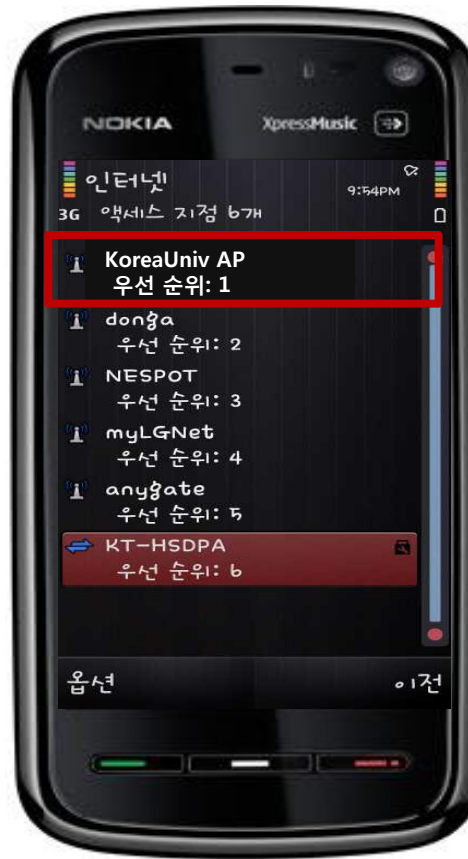 NOKIA
XpressMusic
인터넷
9:54PM
3G 액세스 지점 6개
KoreaUniv AP
우선 순위: 1
donga
우선 순위: 2
NESPOT
우선 순위: 3
myLGNet
우선 순위: 4
anygate
우선 순위: 5
KT-HSDPA
우선 순위: 6
옵션 이전